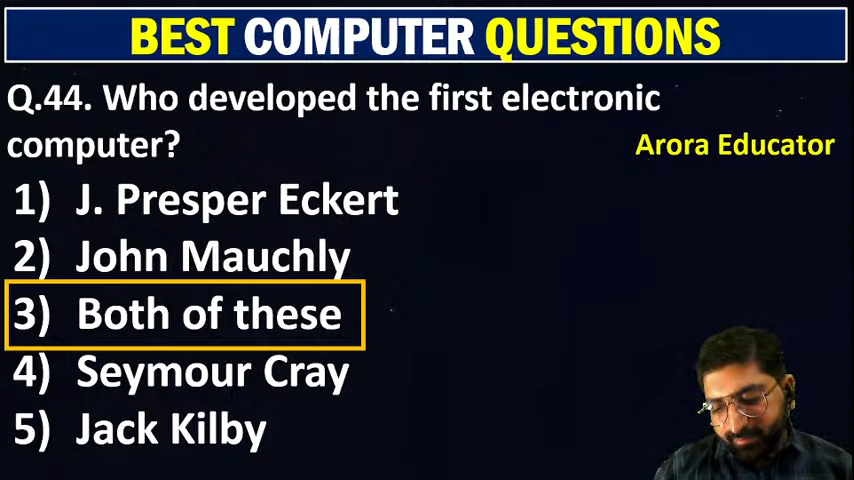 BEST COMPUTER QUESTIONS
Q.44. Who developed the first electronic
computer?
Arora Educator
1) J. Presper Eckert
2) John Mauchly
3) Both of these
4) Seymour Cray
5) Jack Kilby